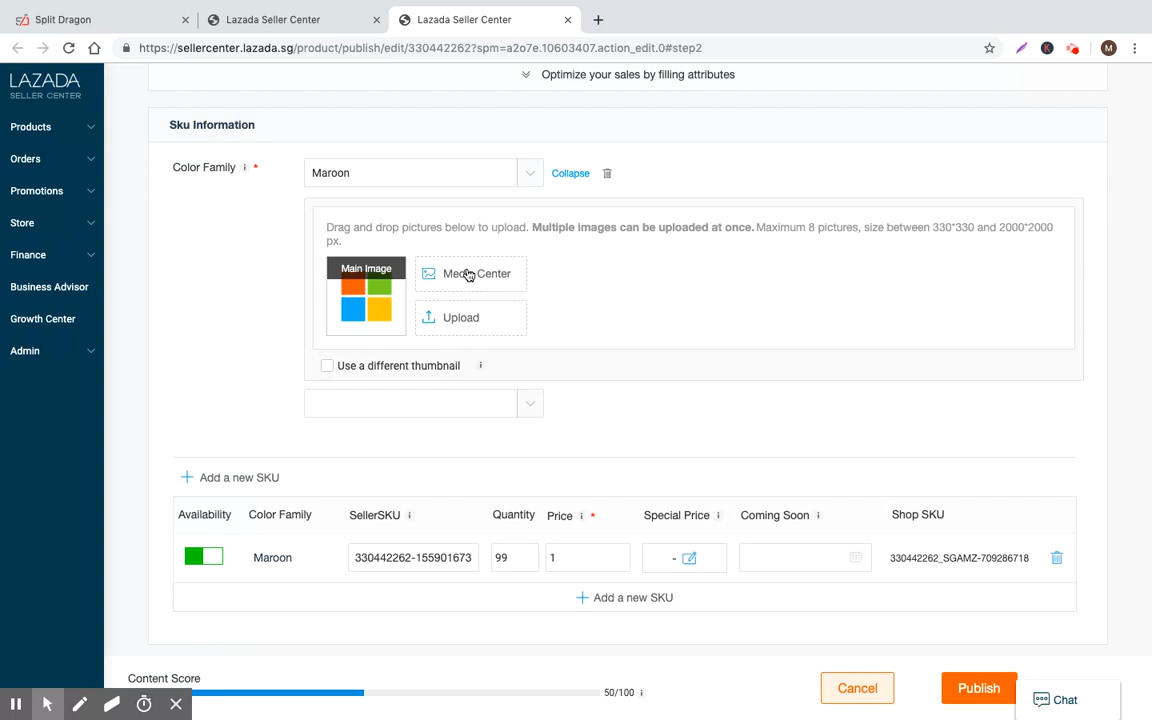 Split Dragon
Lazada Seller Center
Lazada Seller Center
https://sellercenter.lazada.sg/product/publish/edit/330442262?spm=a2o7e.10603407.action_edit.0#step2
M
LAZADA
SELLER CENTER
Products
Orders
Promotions
Store
Finance
Business Advisor
Growth Center
Admin
Optimize your sales by filling attributes
Sku Information
Color Family i *
Maroon
Collapse
Drag and drop pictures below to upload. Multiple images can be uploaded at once. Maximum 8 pictures, size between 330*330 and 2000*2000
px.
Main Image
Media Center
Upload
Use a different thumbnail i
+ Add a new SKU
Availability Color Family SellerSKU i Quantity Price i * Special Price i Coming Soon i Shop SKU
Maroon 330442262-155901673 99 1 - 330442262_SGAMZ-709286718
+ Add a new SKU
Content Score
50/100 i
Cancel
Publish
Chat